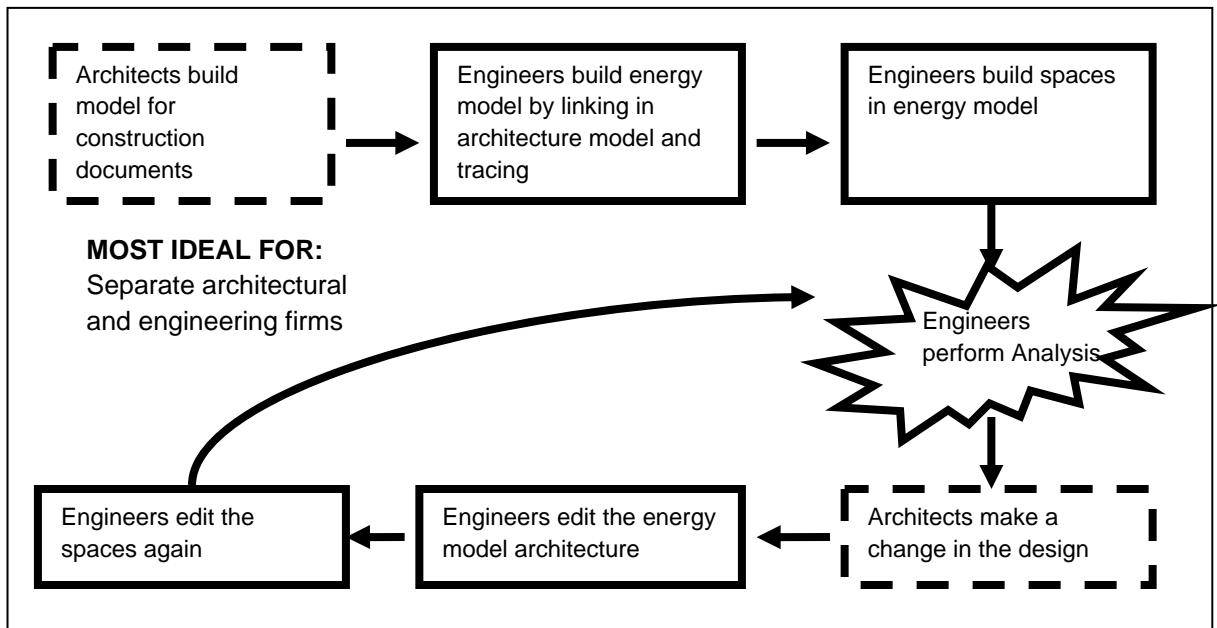 Architects build
model for
construction
documents
Engineers build energy
model by linking in
architecture model and
tracing
Engineers build spaces
in energy model
MOST IDEAL FOR:
Separate architectural
and engineering firms
Engineers
perform Analysis
Architects make a
change in the design
Engineers edit the energy
model architecture
Engineers edit the
spaces again